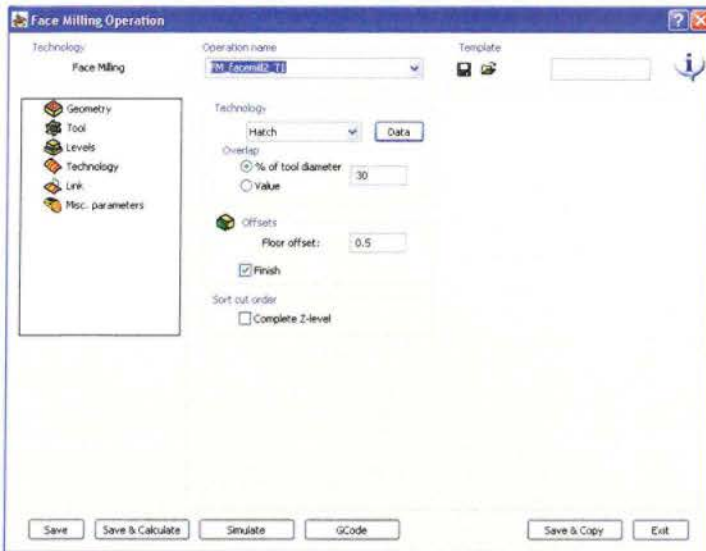 Face Milling Operation
Technology
Face Milling
Operation name
FM_facemil2_T1
Template
Geometry
Tool
Levels
Technology
Link
Misc. parameters
Technology
Hatch
Data
Overlap
% of tool diameter
30
Value
Offsets
Floor offset:
0.5
Finish
Sort cut order
Complete Z-level
Save
Save & Calculate
Simulate
GCode
Save & Copy
Exit